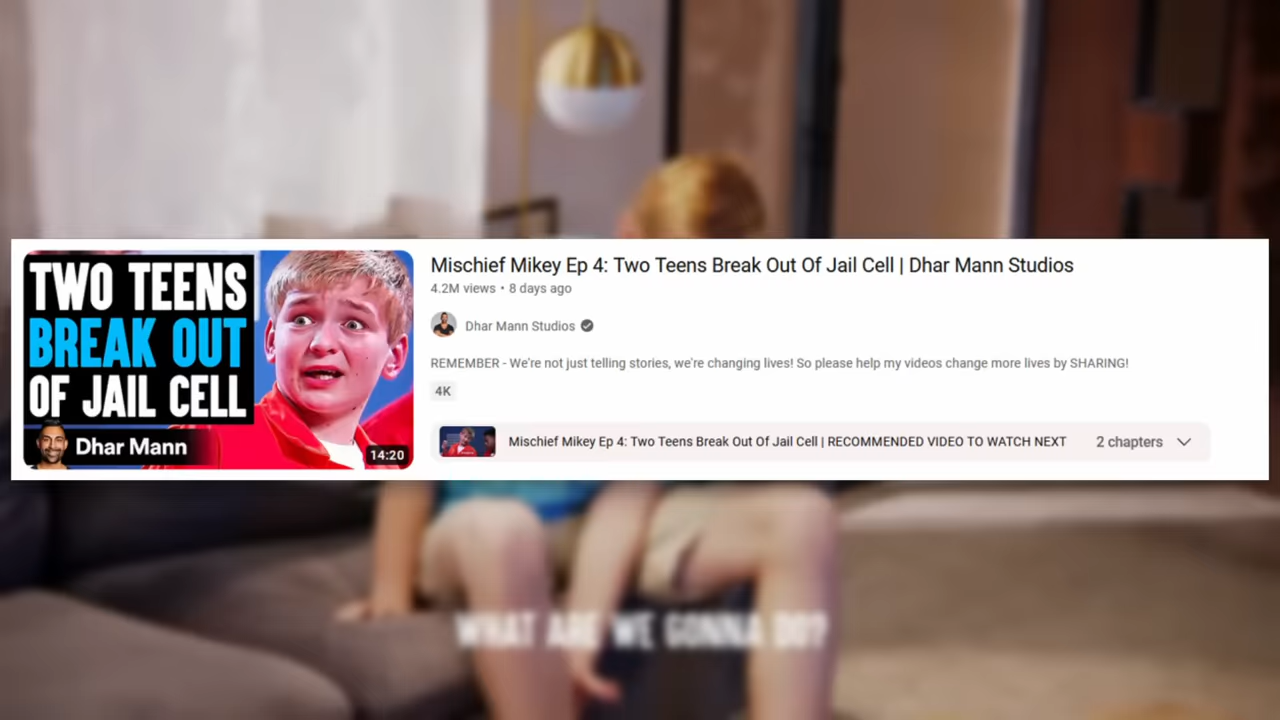 TWO TEENS
BREAK OUT
OF JAIL CELL
Dhar Mann
14:20
Mischief Mikey Ep 4: Two Teens Break Out Of Jail Cell | Dhar Mann Studios
4.2M views • 8 days ago
Dhar Mann Studios
REMEMBER - We're not just telling stories, we're changing lives! So please help my videos change more lives by SHARING!
4K
Mischief Mikey Ep 4: Two Teens Break Out Of Jail Cell | RECOMMENDED VIDEO TO WATCH NEXT
2 chapters
WHAT ARE WE GONNA DO?